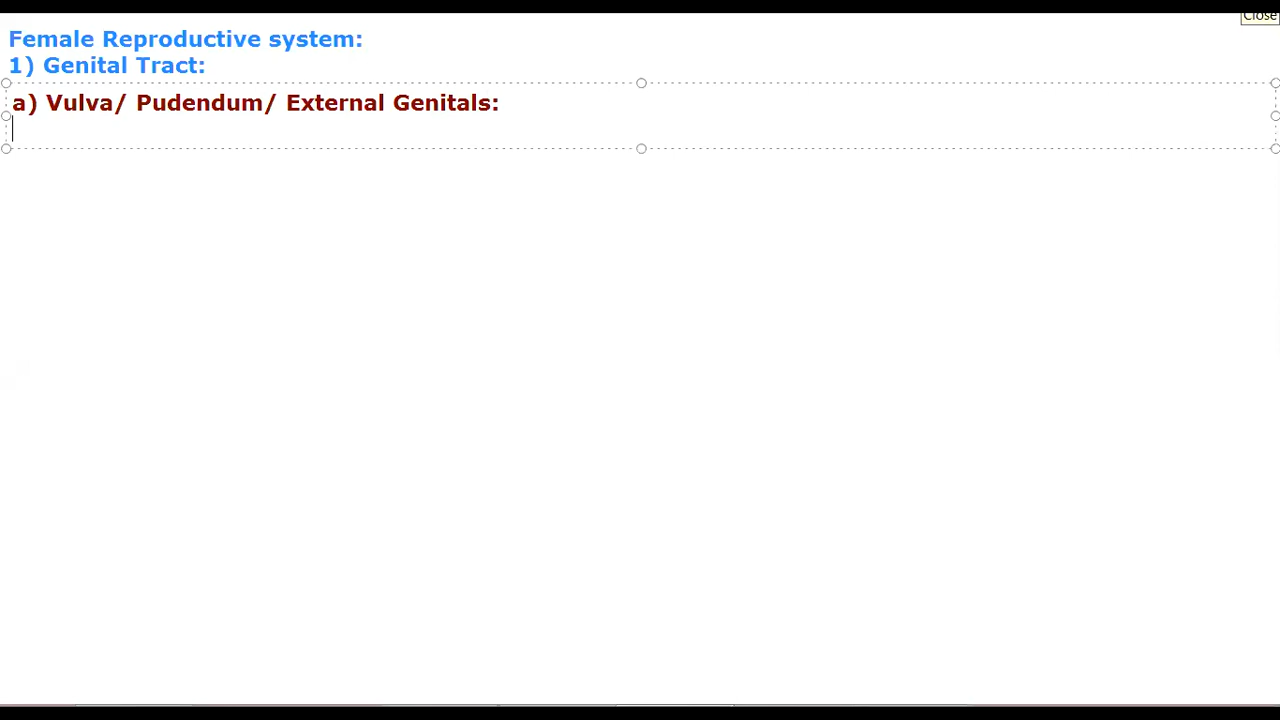 Close
Female Reproductive system:
1) Genital Tract:
a) Vulva/ Pudendum/ External Genitals: